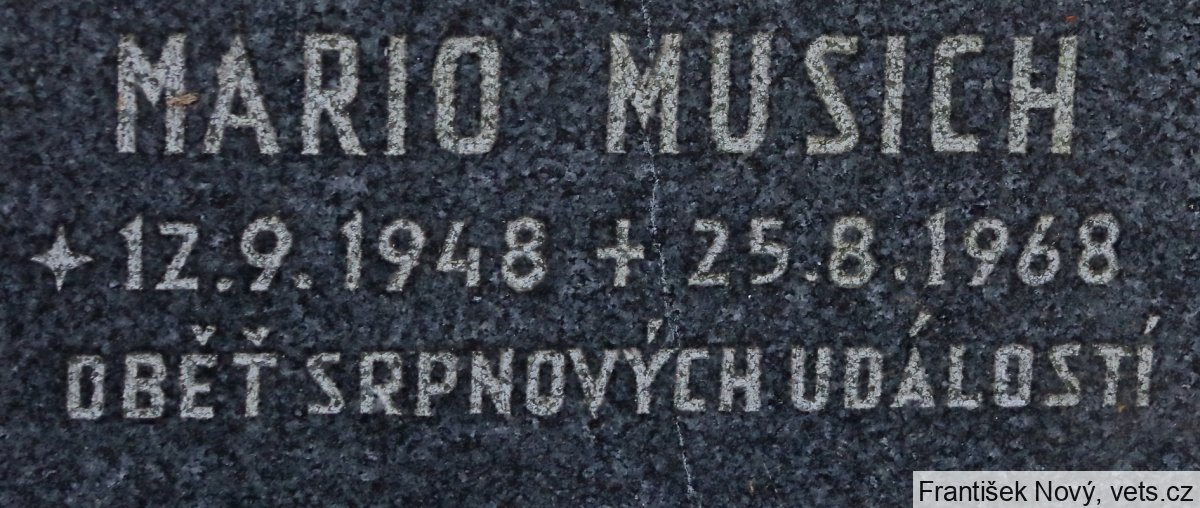 MARIO MUSICH
✦ 12.9.1948 + 25.8.1968
OBĚŤ SRPNOVÝCH UDÁLOSTÍ
František Nový, vets.cz